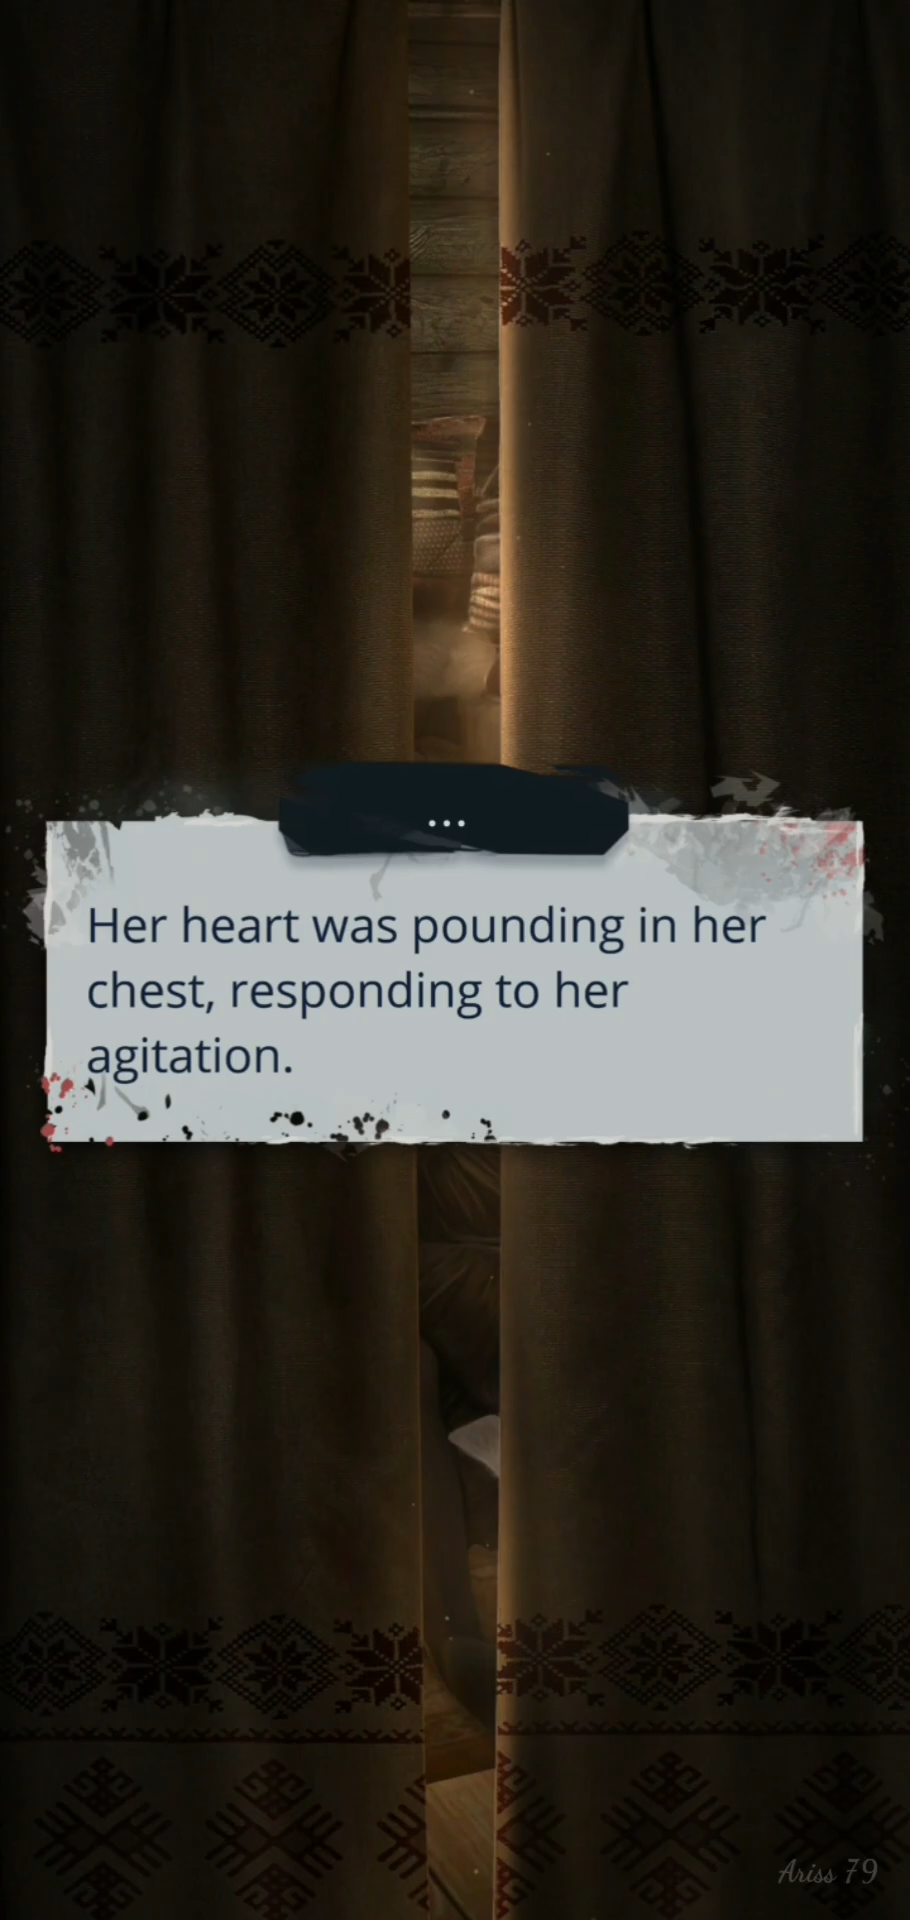 ...
Her heart was pounding in her
chest, responding to her
agitation.
Ariss 79